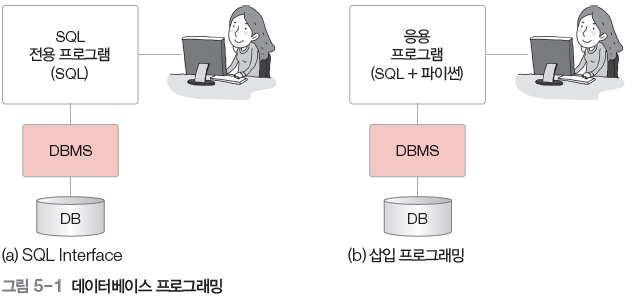 SQL
전용 프로그램
(SQL)
DBMS
DB
(a) SQL Interface
응용
프로그램
(SQL + 파이썬)
DBMS
DB
(b) 삽입 프로그래밍
그림 5-1 데이터베이스 프로그래밍